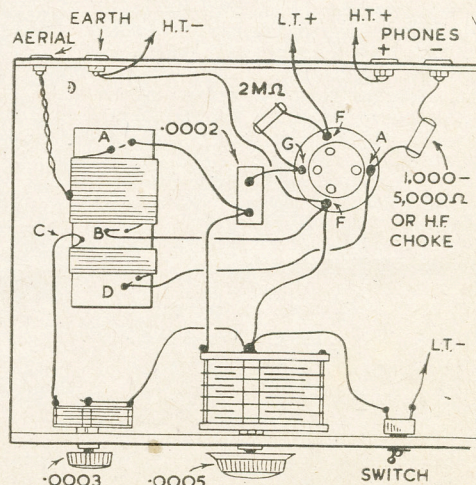 EARTH
AERIAL
H.T.-
L.T.+
H.T.+
PHONES
+
-
2MΩ
F
.0002
A
G
A
1,000-
5,000Ω
OR H.F.
CHOKE
B
C
F
D
L.T.-
.0003
.0005
SWITCH